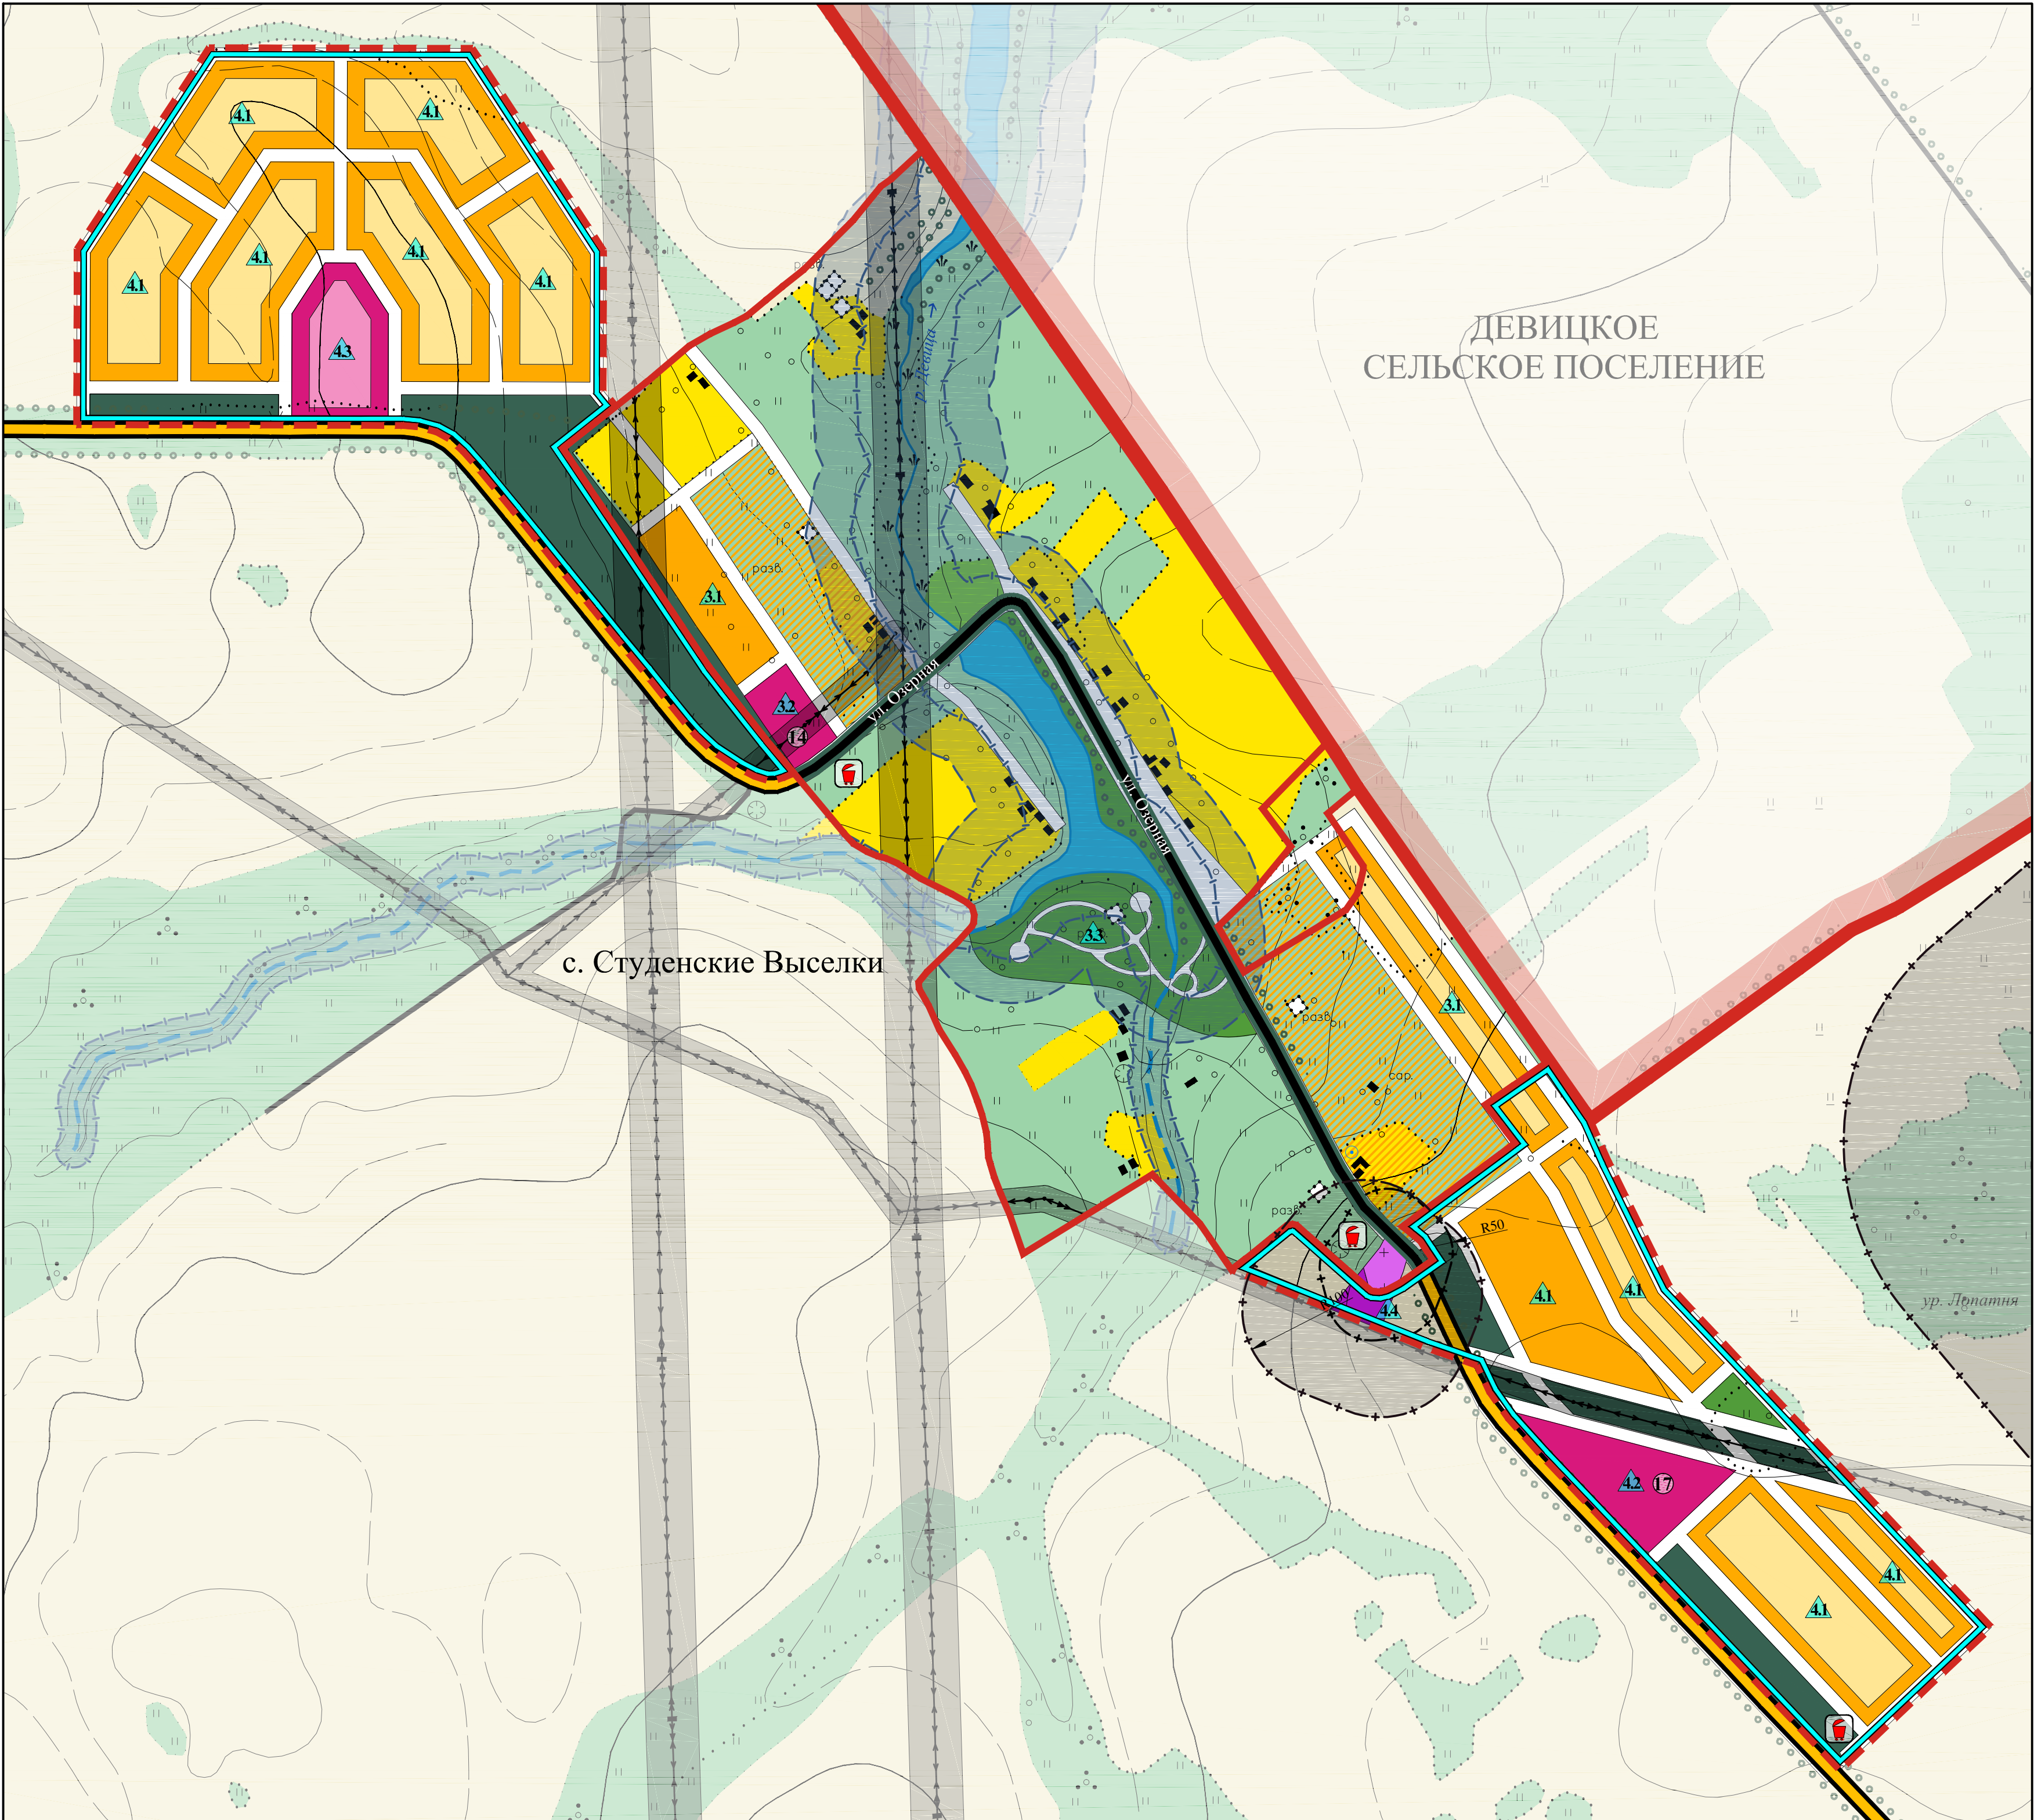 4.1
4.1
4.1
4.1
4.1
4.1
4.3
разв.
р. Девица
ДЕВИЦКОЕ
СЕЛЬСКОЕ ПОСЕЛЕНИЕ
3.1
разв.
3.2
14
ул. Озерная
ул. Озерная
с. Студенские Выселки
3.3
3.1
разв.
сар.
разв.
R50
R100
4.4
4.1
4.1
ур. Лопатня
4.2
17
4.1
4.1